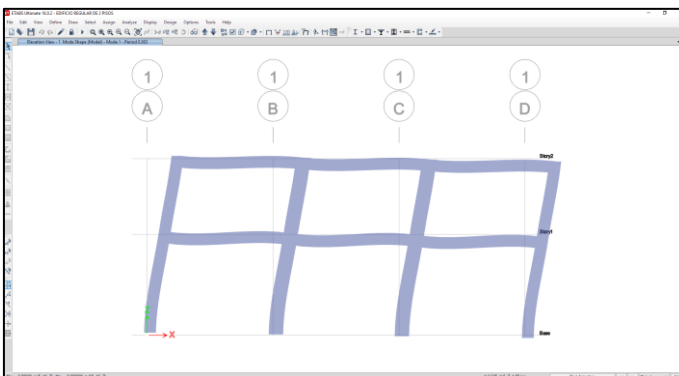 ETABS Ultimate 18.0.2 - EDIFICIO REGULAR DE 2 PISOS
File Edit View Define Draw Select Assign Analyze Display Design Options Tools Help
Elevation View - 1 Mode Shape (Modal) - Mode 1 - Period 0.302
1 1 1 1
A B C D
Story2
Story1
Base
X